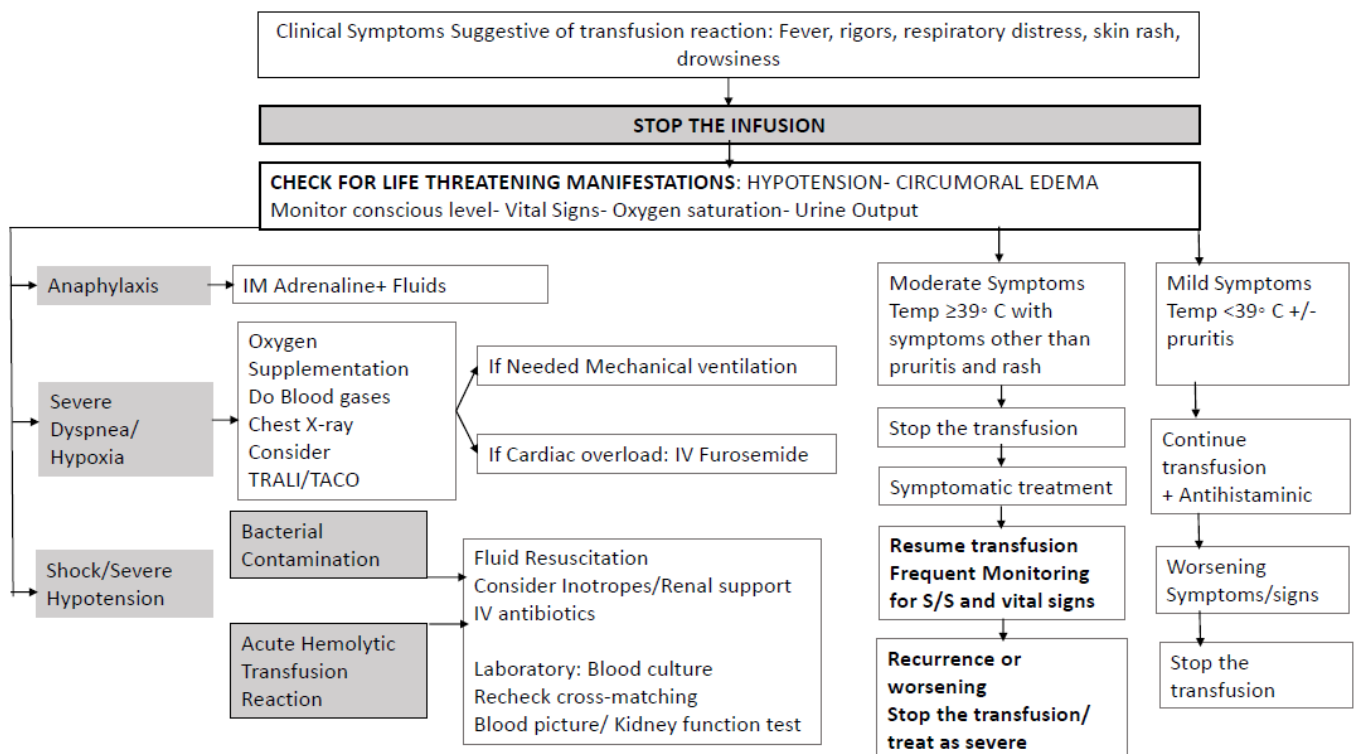 Clinical Symptoms Suggestive of transfusion reaction: Fever, rigors, respiratory distress, skin rash,
drowsiness
STOP THE INFUSION
CHECK FOR LIFE THREATENING MANIFESTATIONS: HYPOTENSION- CIRCUMORAL EDEMA
Monitor conscious level- Vital Signs- Oxygen saturation- Urine Output
Anaphylaxis
IM Adrenaline+ Fluids
Severe
Dyspnea/
Hypoxia
Oxygen
Supplementation
Do Blood gases
Chest X-ray
Consider
TRALI/TACO
If Needed Mechanical ventilation
If Cardiac overload: IV Furosemide
Shock/Severe
Hypotension
Bacterial
Contamination
Acute Hemolytic
Transfusion
Reaction
Fluid Resuscitation
Consider Inotropes/Renal support
IV antibiotics
Laboratory: Blood culture
Recheck cross-matching
Blood picture/ Kidney function test
Moderate Symptoms
Temp ≥39◦ C with
symptoms other than
pruritis and rash
Stop the transfusion
Symptomatic treatment
Resume transfusion
Frequent Monitoring
for S/S and vital signs
Recurrence or
worsening
Stop the transfusion/
treat as severe
Mild Symptoms
Temp <39◦ C +/-
pruritis
Continue
transfusion
+ Antihistaminic
Worsening
Symptoms/signs
Stop the
transfusion